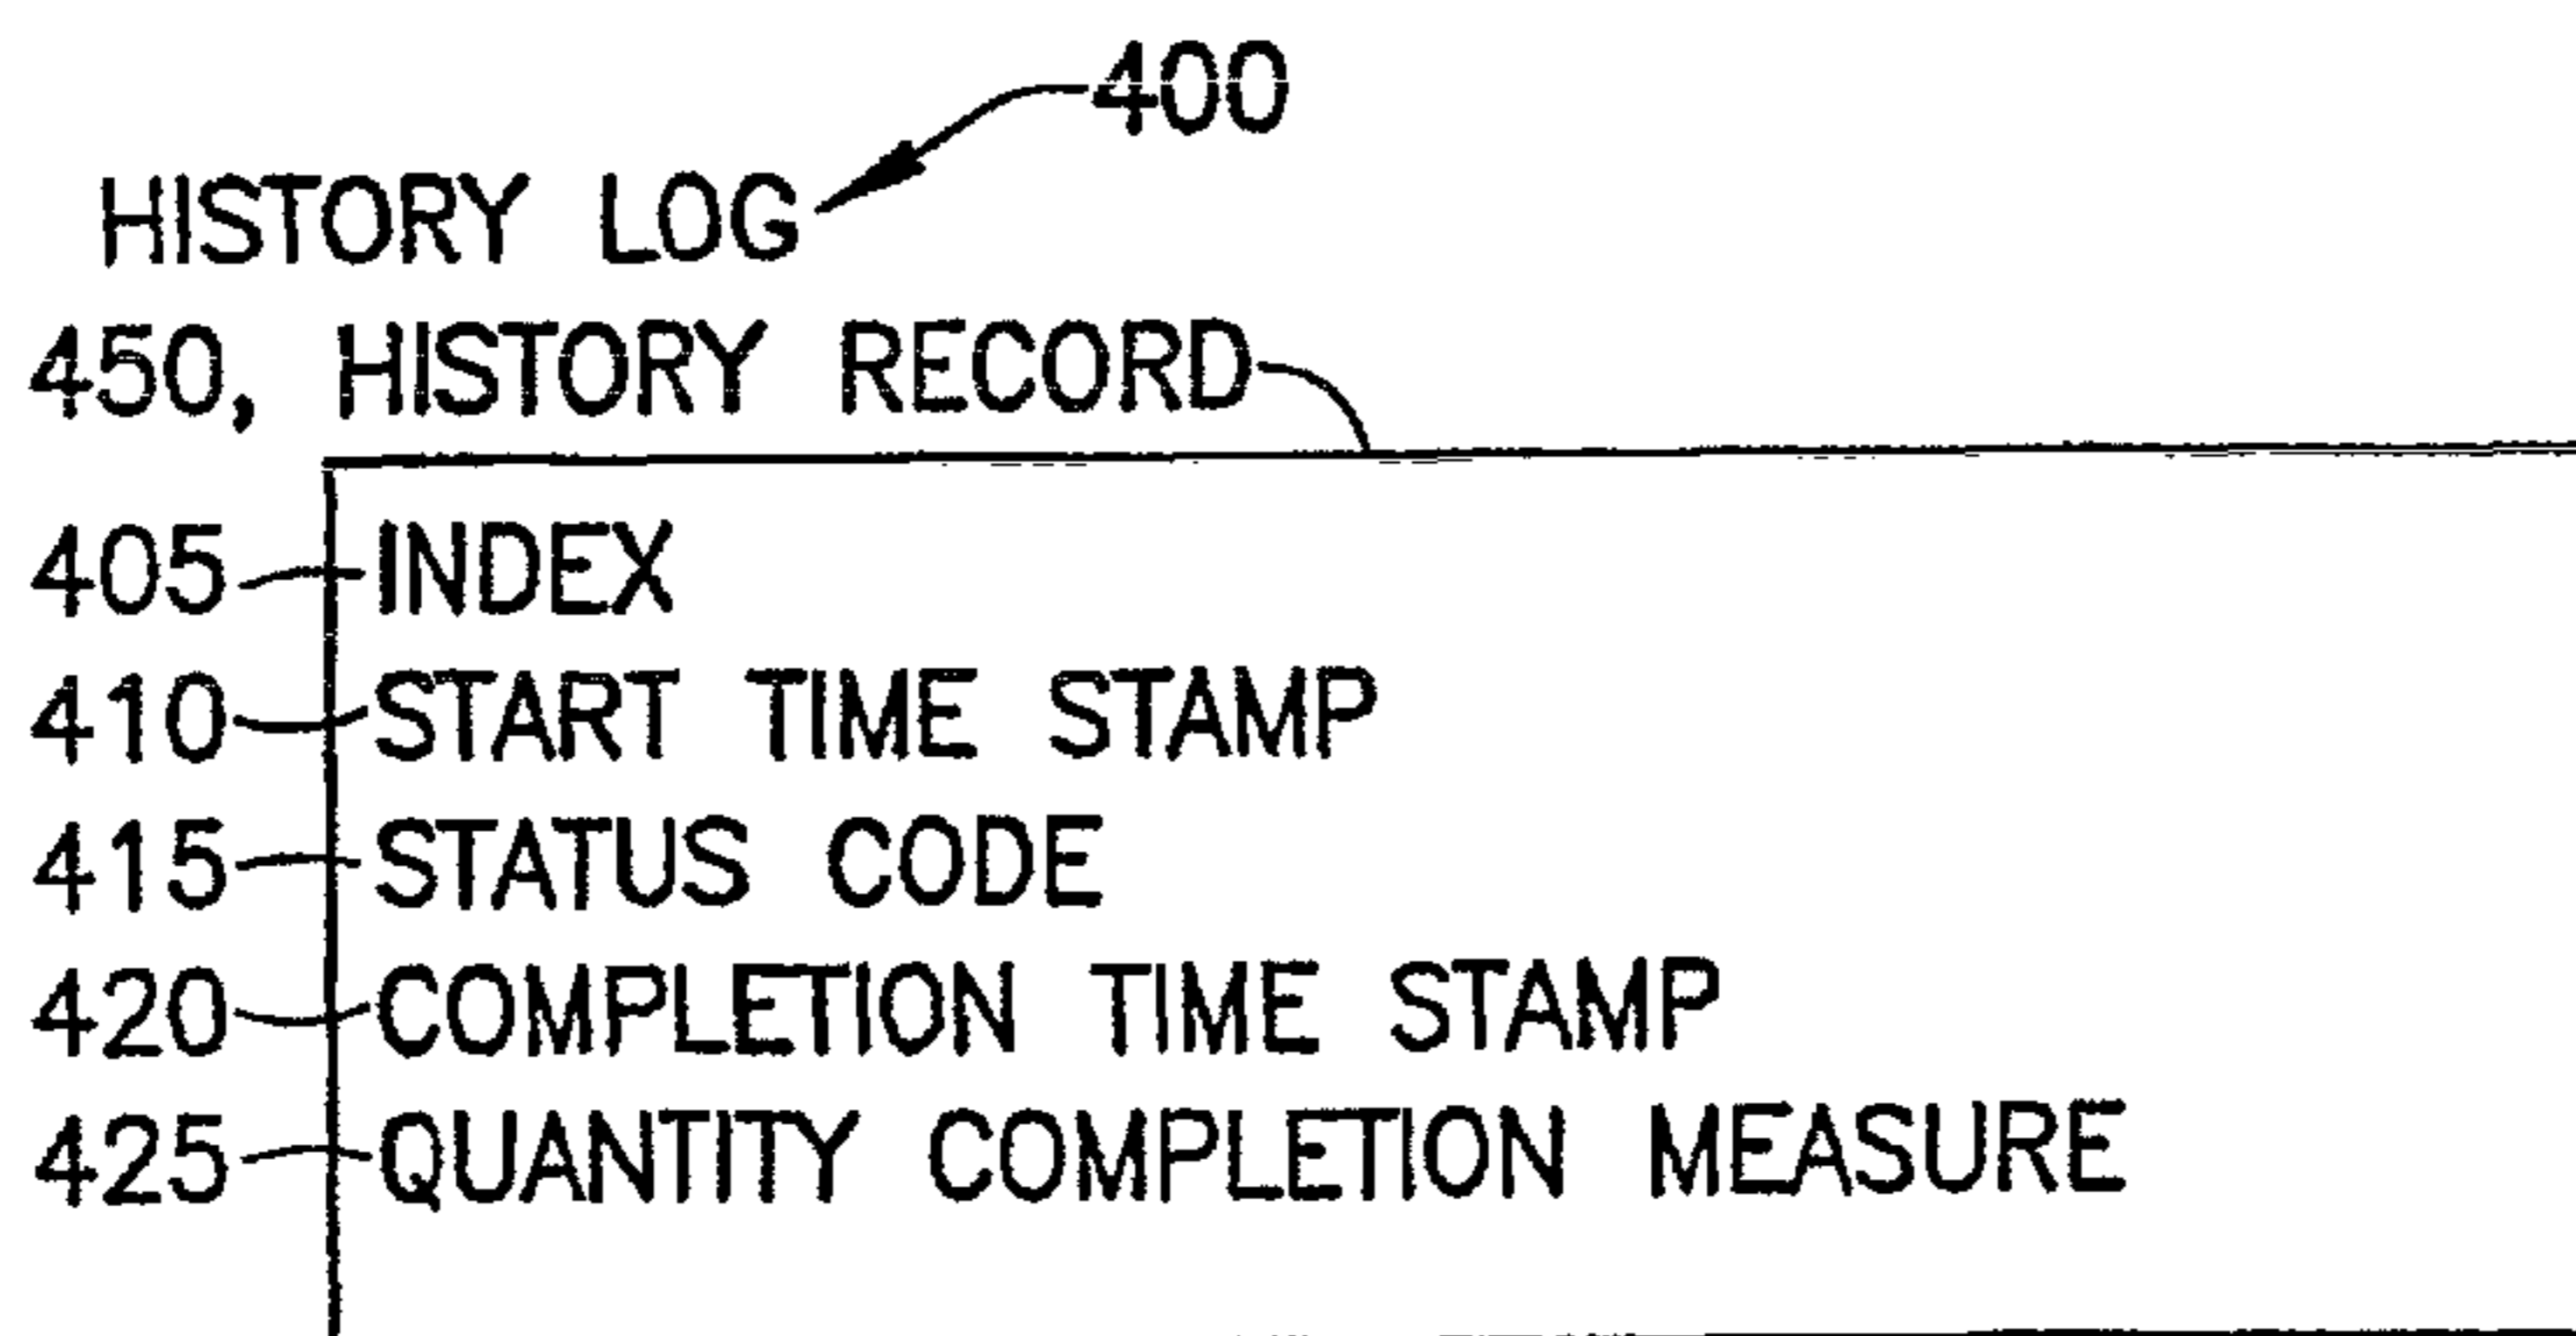 400
HISTORY LOG
450, HISTORY RECORD
405 INDEX
410 START TIME STAMP
415 STATUS CODE
420 COMPLETION TIME STAMP
425 QUANTITY COMPLETION MEASURE